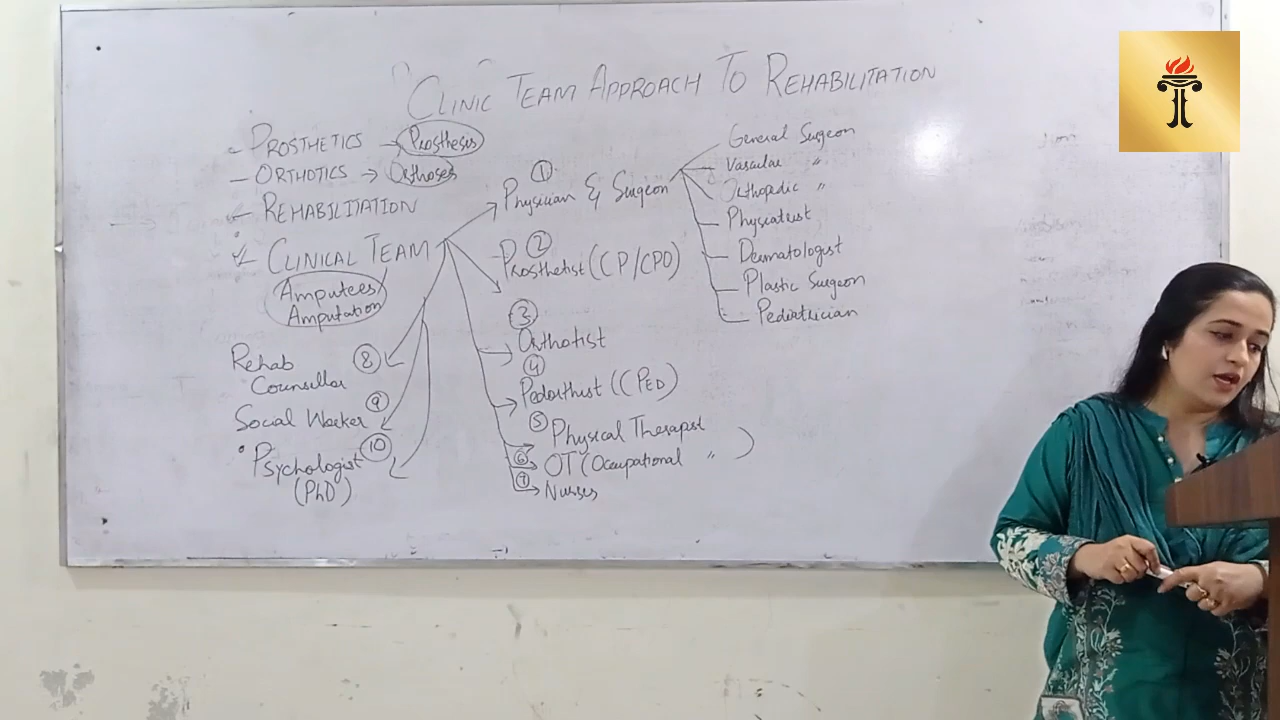 CLINIC TEAM APPROACH TO REHABILITATION
- PROSTHETICS → Prosthesis
- ORTHOTICS → Orthoses
- REHABILITATION
CLINICAL TEAM
Amputees/
Amputation
① Physician & Surgeon
General Surgeon
Vascular "
Orthopedic "
Physiatrist
Dermatologist
Plastic Surgeon
Pediatrician
② Prosthetist (CP/CPO)
③ Orthotist
④ Pedorthist (C PED)
⑤ Physical Therapist
⑥ OT (Occupational " )
⑦ Nurses
Rehab ⑧
Counsellor
Social Worker ⑨
• Psychologist ⑩
(PhD)